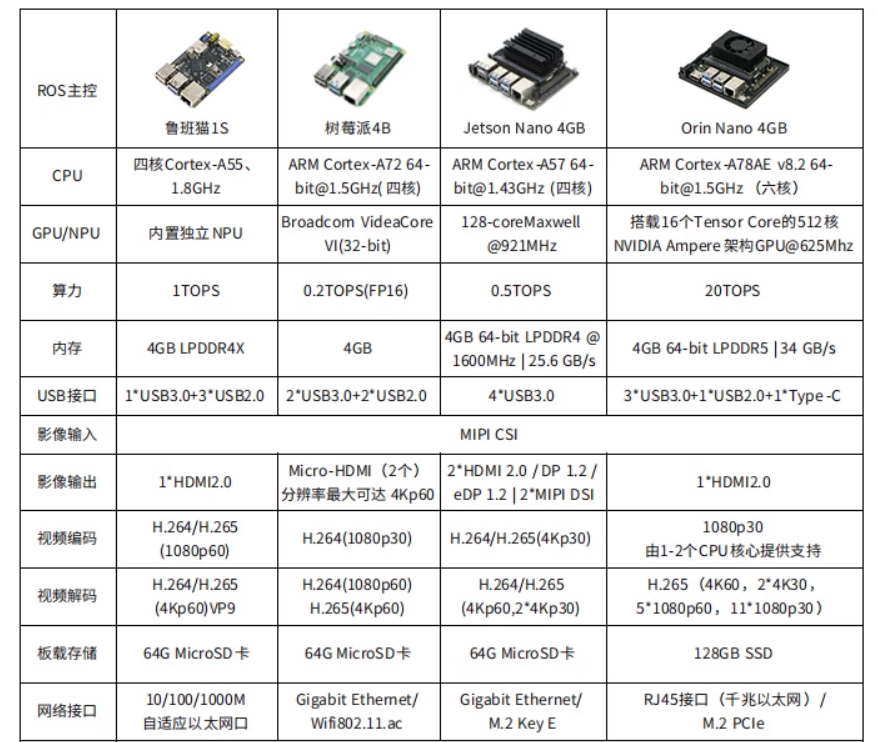 ROS主控
鲁班猫1S
树莓派4B
Jetson Nano 4GB
Orin Nano 4GB
CPU
四核Cortex-A55、
1.8GHz
ARM Cortex-A72 64-
bit@1.5GHz( 四核)
ARM Cortex-A57 64-
bit@1.43GHz (四核)
ARM Cortex-A78AE v8.2 64-
bit@1.5GHz（六核）
GPU/NPU
内置独立 NPU
Broadcom VideaCore
VI(32-bit)
128-coreMaxwell
@921MHz
搭载16个Tensor Core的512核
NVIDIA Ampere 架构GPU@625Mhz
算力
1TOPS
0.2TOPS(FP16)
0.5TOPS
20TOPS
内存
4GB LPDDR4X
4GB
4GB 64-bit LPDDR4 @
1600MHz | 25.6 GB/s
4GB 64-bit LPDDR5 | 34 GB/s
USB接口
1*USB3.0+3*USB2.0
2*USB3.0+2*USB2.0
4*USB3.0
3*USB3.0+1*USB2.0+1*Type-C
影像输入
MIPI CSI
影像输出
1*HDMI2.0
Micro-HDMI（2个）
分辨率最大可达 4Kp60
2*HDMI 2.0 / DP 1.2 /
eDP 1.2 | 2*MIPI DSI
1*HDMI2.0
视频编码
H.264/H.265
(1080p60)
H.264(1080p30)
H.264/H.265(4Kp30)
1080p30
由1-2个CPU核心提供支持
视频解码
H.264/H.265
(4Kp60)VP9
H.264(1080p60)
H.265(4Kp60)
H.264/H.265
(4Kp60,2*4Kp30)
H.265（4K60，2*4K30，
5*1080p60，11*1080p30）
板载存储
64G MicroSD卡
64G MicroSD卡
64G MicroSD卡
128GB SSD
网络接口
10/100/1000M
自适应以太网口
Gigabit Ethernet/
Wifi802.11.ac
Gigabit Ethernet/
M.2 Key E
RJ45接口（千兆以太网）/
M.2 PCIe